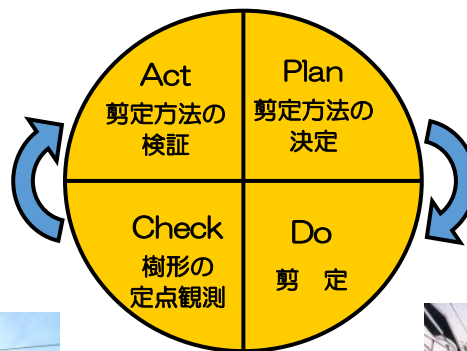 Act
剪定方法の
検証
Plan
剪定方法の
決定
Check
樹形の
定点観測
Do
剪　定